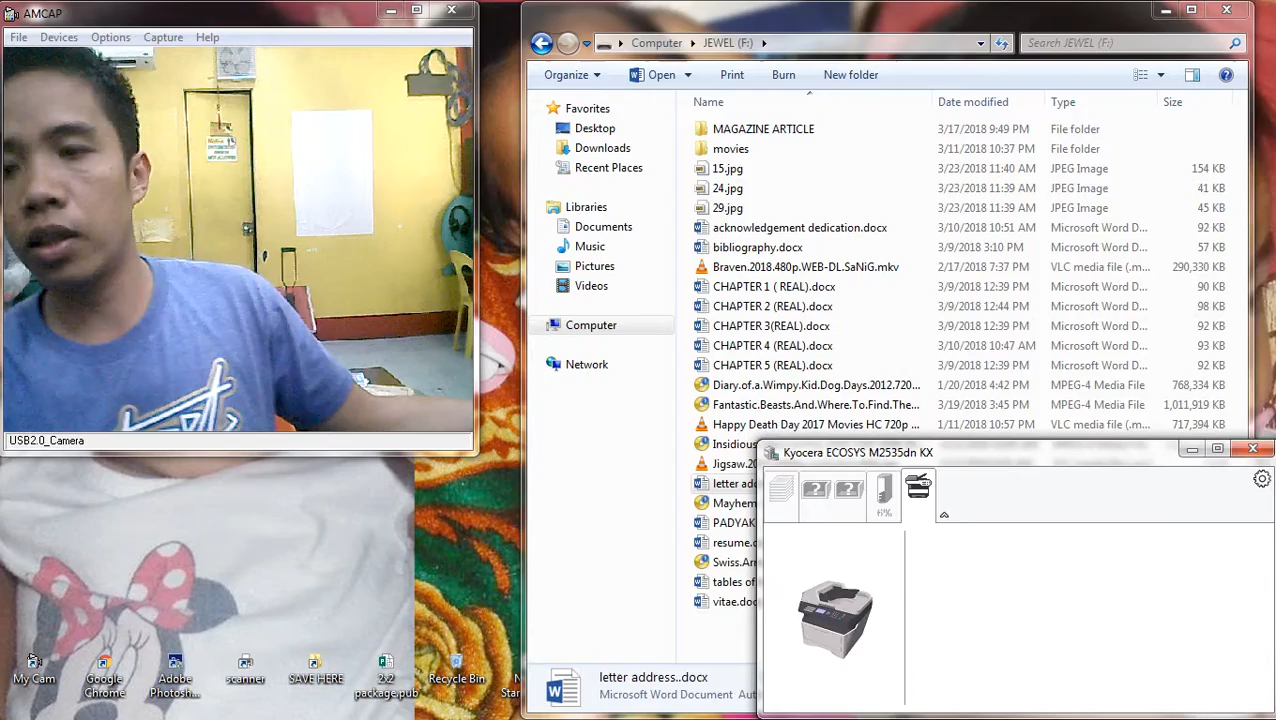 AMCAP
File Devices Options Capture Help
USB2.0_Camera
My Cam
Google Chrome
Adobe Photosh...
scanner
SAVE HERE
2x2 package.pub
Recycle Bin
Computer JEWEL (F:)
Search JEWEL (F:)
Organize Open Print Burn New folder
Favorites
Desktop
Downloads
Recent Places
Libraries
Documents
Music
Pictures
Videos
Computer
Network
Name Date modified Type Size
MAGAZINE ARTICLE 3/17/2018 9:49 PM File folder
movies 3/11/2018 10:37 PM File folder
15.jpg 3/23/2018 11:40 AM JPEG Image 154 KB
24.jpg 3/23/2018 11:39 AM JPEG Image 41 KB
29.jpg 3/23/2018 11:39 AM JPEG Image 45 KB
acknowledgement dedication.docx 3/10/2018 10:51 AM Microsoft Word D... 92 KB
bibliography.docx 3/9/2018 3:10 PM Microsoft Word D... 57 KB
Braven.2018.480p.WEB-DL.SaNiG.mkv 2/17/2018 7:37 PM VLC media file (.m... 290,330 KB
CHAPTER 1 ( REAL).docx 3/9/2018 12:39 PM Microsoft Word D... 90 KB
CHAPTER 2 (REAL).docx 3/9/2018 12:44 PM Microsoft Word D... 98 KB
CHAPTER 3(REAL).docx 3/9/2018 12:39 PM Microsoft Word D... 92 KB
CHAPTER 4 (REAL).docx 3/10/2018 10:47 AM Microsoft Word D... 93 KB
CHAPTER 5 (REAL).docx 3/9/2018 12:39 PM Microsoft Word D... 92 KB
Diary.of.a.Wimpy.Kid.Dog.Days.2012.720... 1/20/2018 4:42 PM MPEG-4 Media File 768,334 KB
Fantastic.Beasts.And.Where.To.Find.The... 3/19/2018 3:45 PM MPEG-4 Media File 1,011,919 KB
Happy Death Day 2017 Movies HC 720p ... 1/11/2018 10:57 PM VLC media file (.m... 717,394 KB
Insidious
Jigsaw.20
letter add
Mayhem
PADYAK
resume.d
Swiss.Arm
tables of
vitae.doc
letter address..docx
Microsoft Word Document
Kyocera ECOSYS M2535dn KX